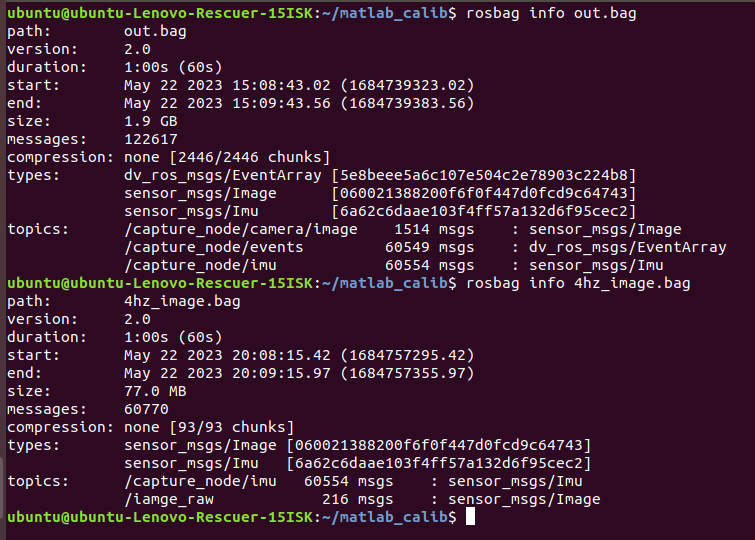 ubuntu@ubuntu-Lenovo-Rescuer-15ISK:~/matlab_calib$ rosbag info out.bag
path:        out.bag
version:     2.0
duration:    1:00s (60s)
start:       May 22 2023 15:08:43.02 (1684739323.02)
end:         May 22 2023 15:09:43.56 (1684739383.56)
size:        1.9 GB
messages:    122617
compression: none [2446/2446 chunks]
types:       dv_ros_msgs/EventArray [5e8beee5a6c107e504c2e78903c224b8]
             sensor_msgs/Image      [060021388200f6f0f447d0fcd9c64743]
             sensor_msgs/Imu        [6a62c6daae103f4ff57a132d6f95cec2]
topics:      /capture_node/camera/image    1514 msgs    : sensor_msgs/Image
             /capture_node/events         60549 msgs    : dv_ros_msgs/EventArray
             /capture_node/imu            60554 msgs    : sensor_msgs/Imu
ubuntu@ubuntu-Lenovo-Rescuer-15ISK:~/matlab_calib$ rosbag info 4hz_image.bag
path:        4hz_image.bag
version:     2.0
duration:    1:00s (60s)
start:       May 22 2023 20:08:15.42 (1684757295.42)
end:         May 22 2023 20:09:15.97 (1684757355.97)
size:        77.0 MB
messages:    60770
compression: none [93/93 chunks]
types:       sensor_msgs/Image [060021388200f6f0f447d0fcd9c64743]
             sensor_msgs/Imu   [6a62c6daae103f4ff57a132d6f95cec2]
topics:      /capture_node/imu   60554 msgs    : sensor_msgs/Imu
             /iamge_raw            216 msgs    : sensor_msgs/Image
ubuntu@ubuntu-Lenovo-Rescuer-15ISK:~/matlab_calib$